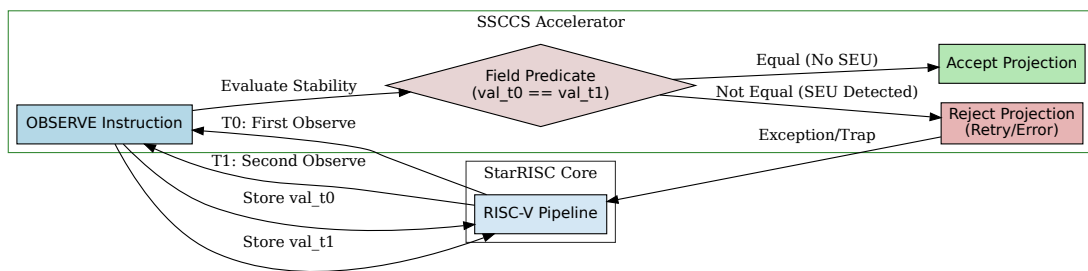 SSCCS Accelerator
Equal (No SEU)
Accept Projection
Field Predicate
(val_t0 == val_t1)
Evaluate Stability
Not Equal (SEU Detected)
OBSERVE Instruction
T0: First Observe
Reject Projection
(Retry/Error)
Exception/Trap
T1: Second Observe
StarRISC Core
Store val_t0
RISC-V Pipeline
Store val_t1